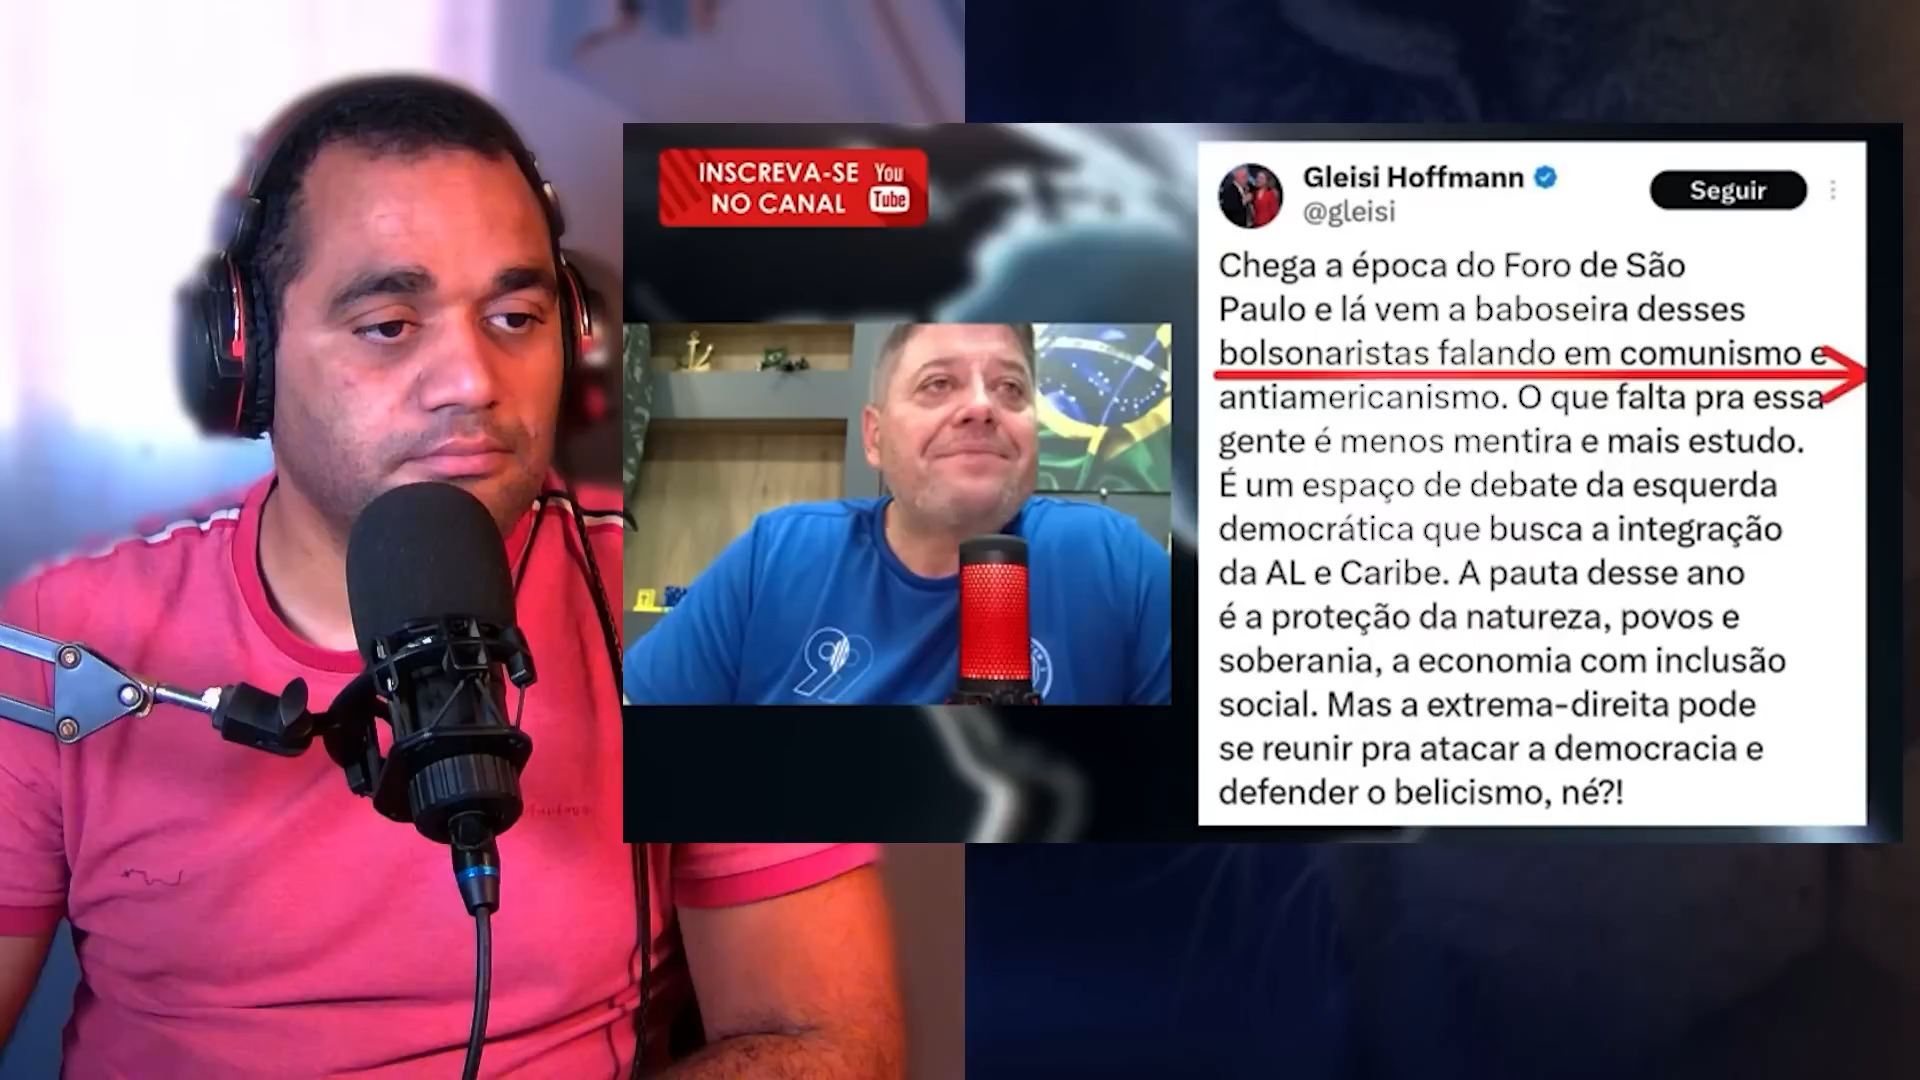 INSCREVA-SE
NO CANAL
You
Tube
Gleisi Hoffmann
@gleisi
Seguir
Chega a época do Foro de São
Paulo e lá vem a baboseira desses
bolsonaristas falando em comunismo e
antiamericanismo. O que falta pra essa
gente é menos mentira e mais estudo.
É um espaço de debate da esquerda
democrática que busca a integração
da AL e Caribe. A pauta desse ano
é a proteção da natureza, povos e
soberania, a economia com inclusão
social. Mas a extrema-direita pode
se reunir pra atacar a democracia e
defender o belicismo, né?!
99